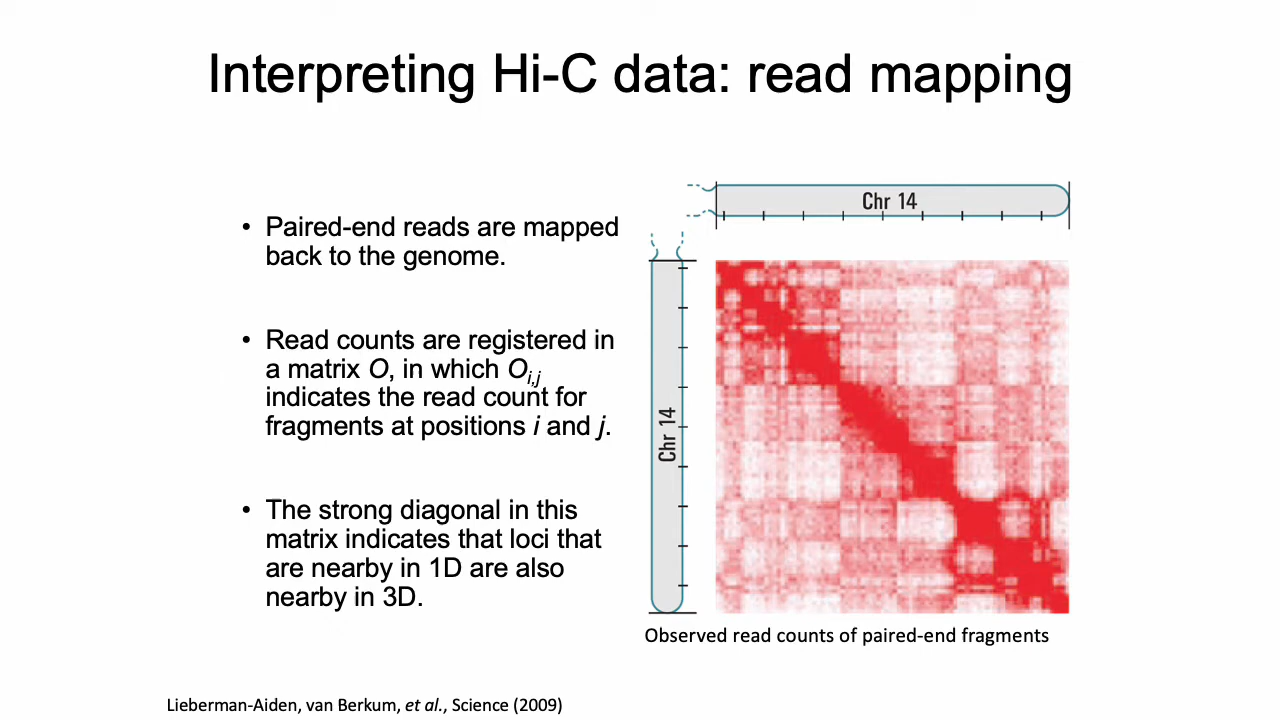 Interpreting Hi-C data: read mapping
• Paired-end reads are mapped
back to the genome.
• Read counts are registered in
a matrix O, in which Oi,j
indicates the read count for
fragments at positions i and j.
• The strong diagonal in this
matrix indicates that loci that
are nearby in 1D are also
nearby in 3D.
Chr 14
Chr 14
Observed read counts of paired-end fragments
Lieberman-Aiden, van Berkum, et al., Science (2009)